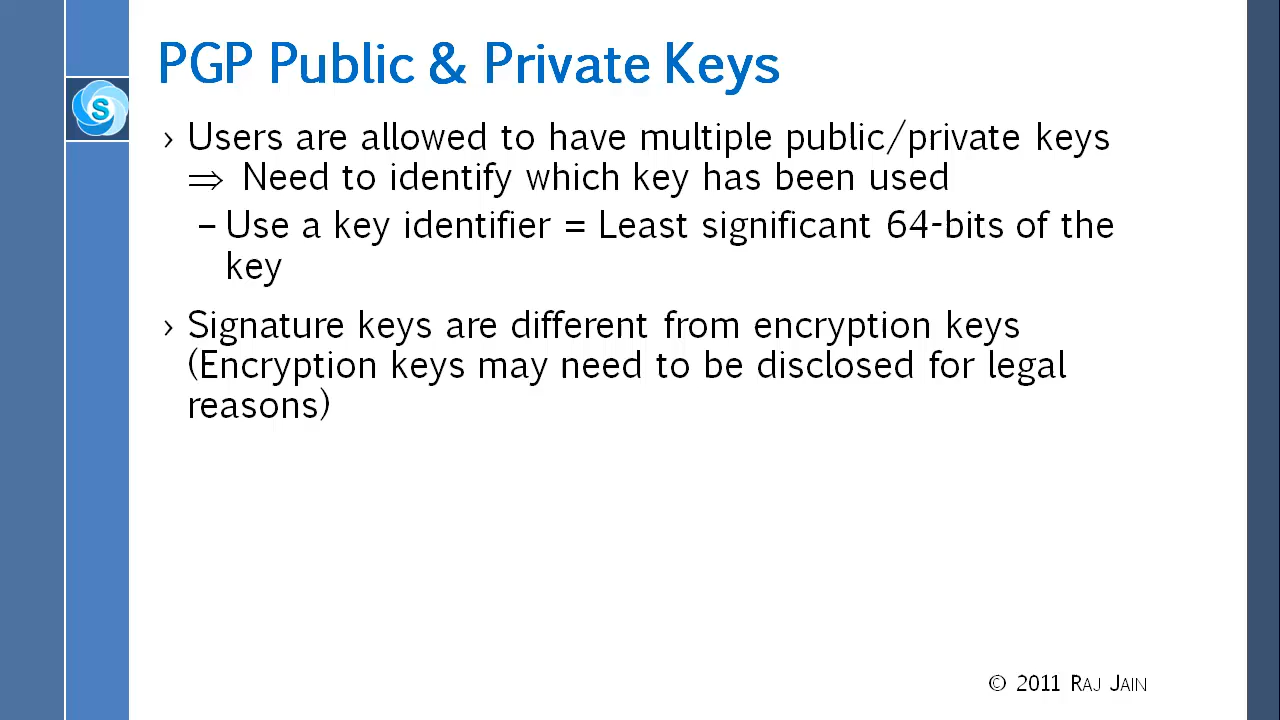 PGP Public & Private Keys
S
› Users are allowed to have multiple public/private keys
⇒ Need to identify which key has been used
– Use a key identifier = Least significant 64-bits of the
key
› Signature keys are different from encryption keys
(Encryption keys may need to be disclosed for legal
reasons)
© 2011 RAJ JAIN